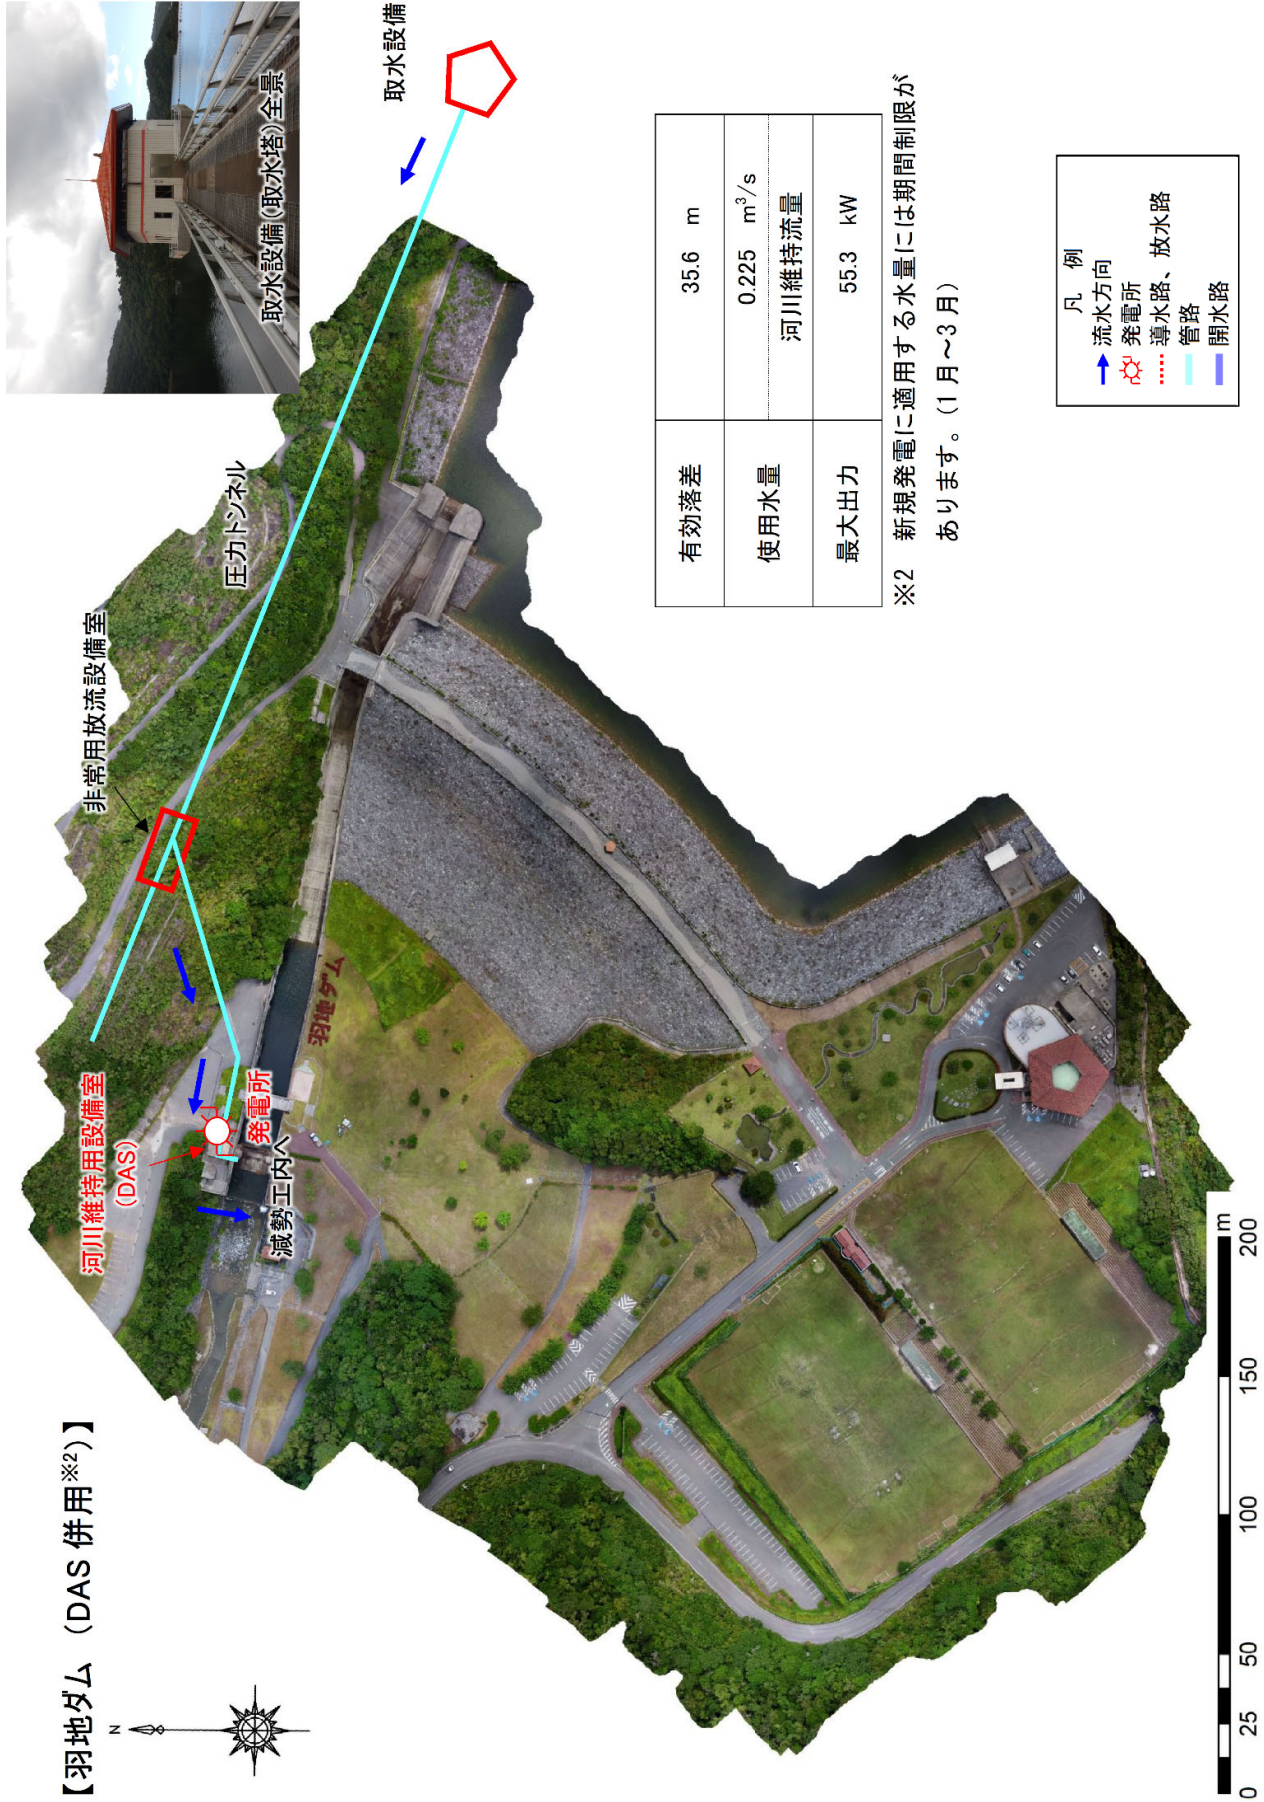 【羽地ダム （DAS 併用※2）】
N
取水設備(取水塔)全景
取水設備
圧力トンネル
非常用放流設備室
河川維持用設備室
(DAS)
発電所
減勢工内へ
羽地ダム
有効落差 35.6 m
使用水量 0.225 m³/s
河川維持流量
最大出力 55.3 kW
※2 新規発電に適用する水量には期間制限が
あります。（1月～3月）
凡 例
流水方向
発電所
導水路、放水路
管路
開水路
0 25 50 100 150 200 m